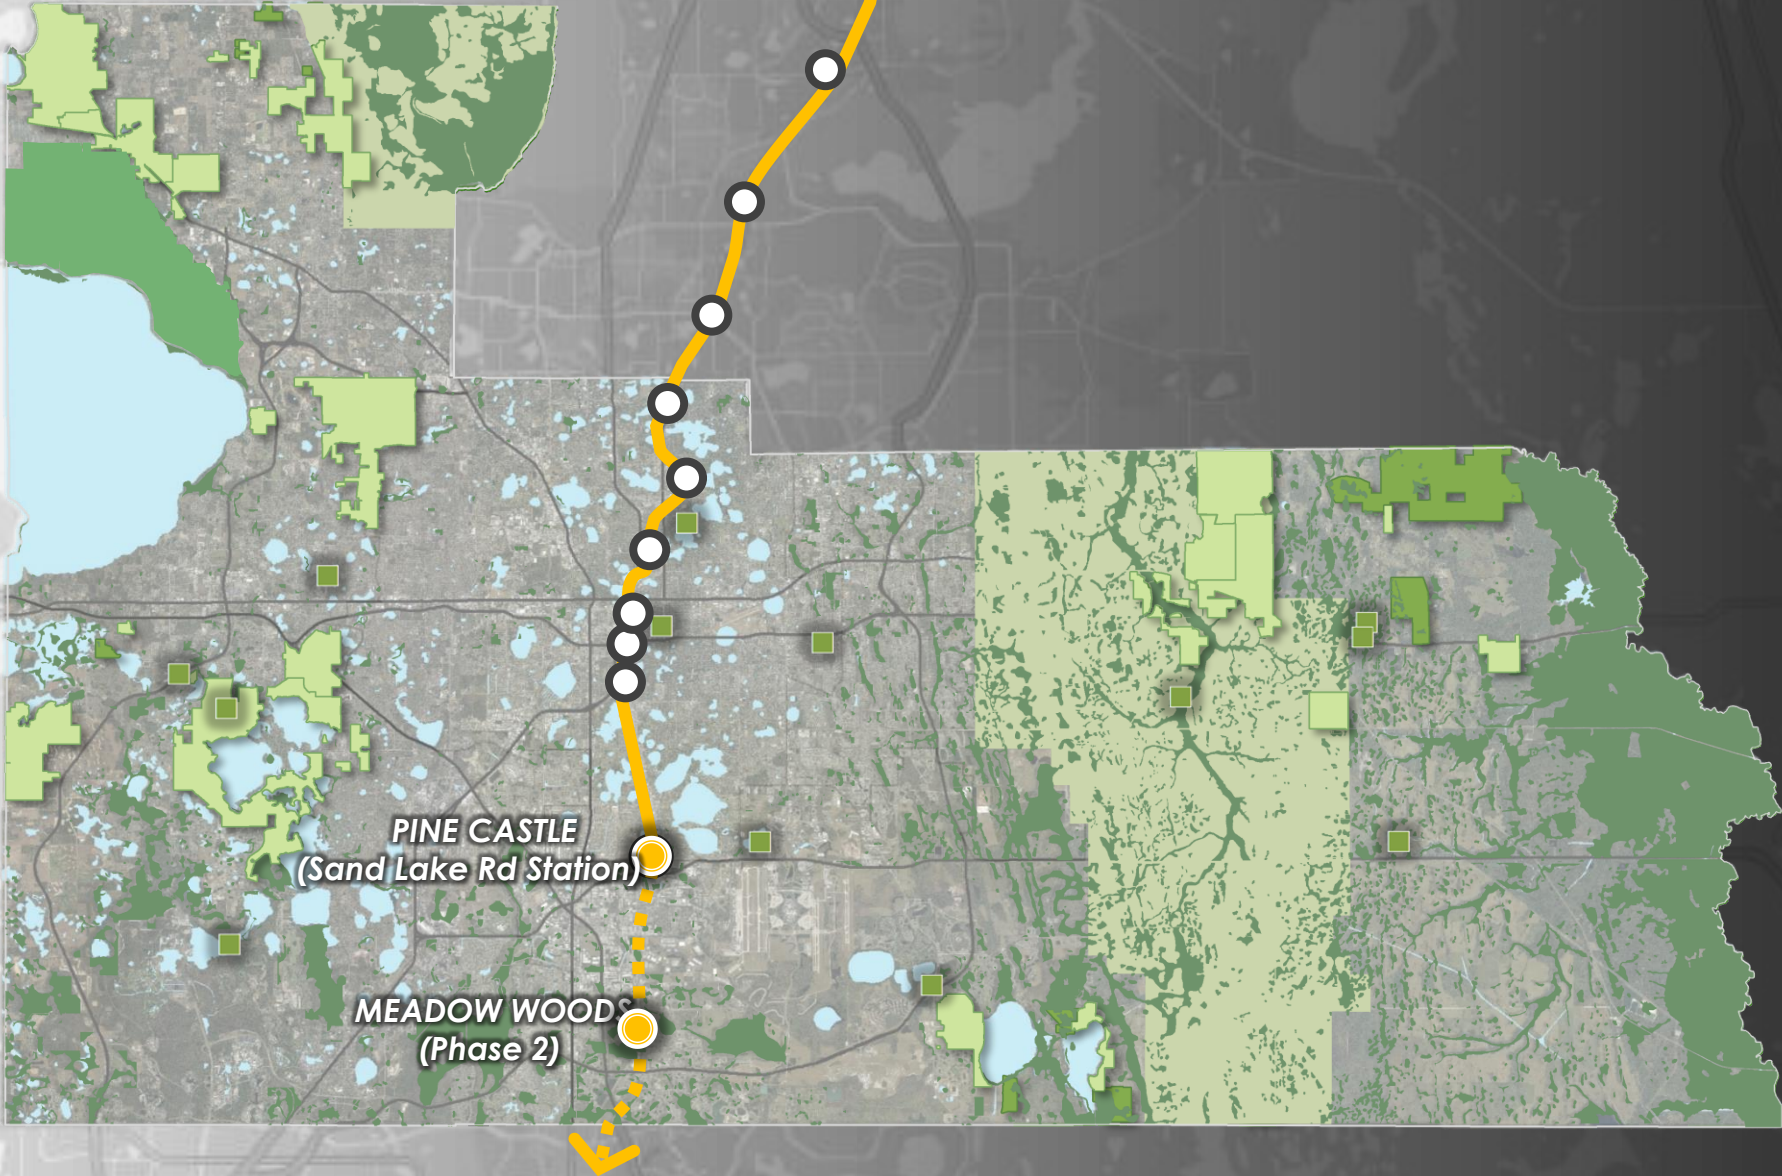 PINE CASTLE
(Sand Lake Rd Station)
MEADOW WOODS
(Phase 2)